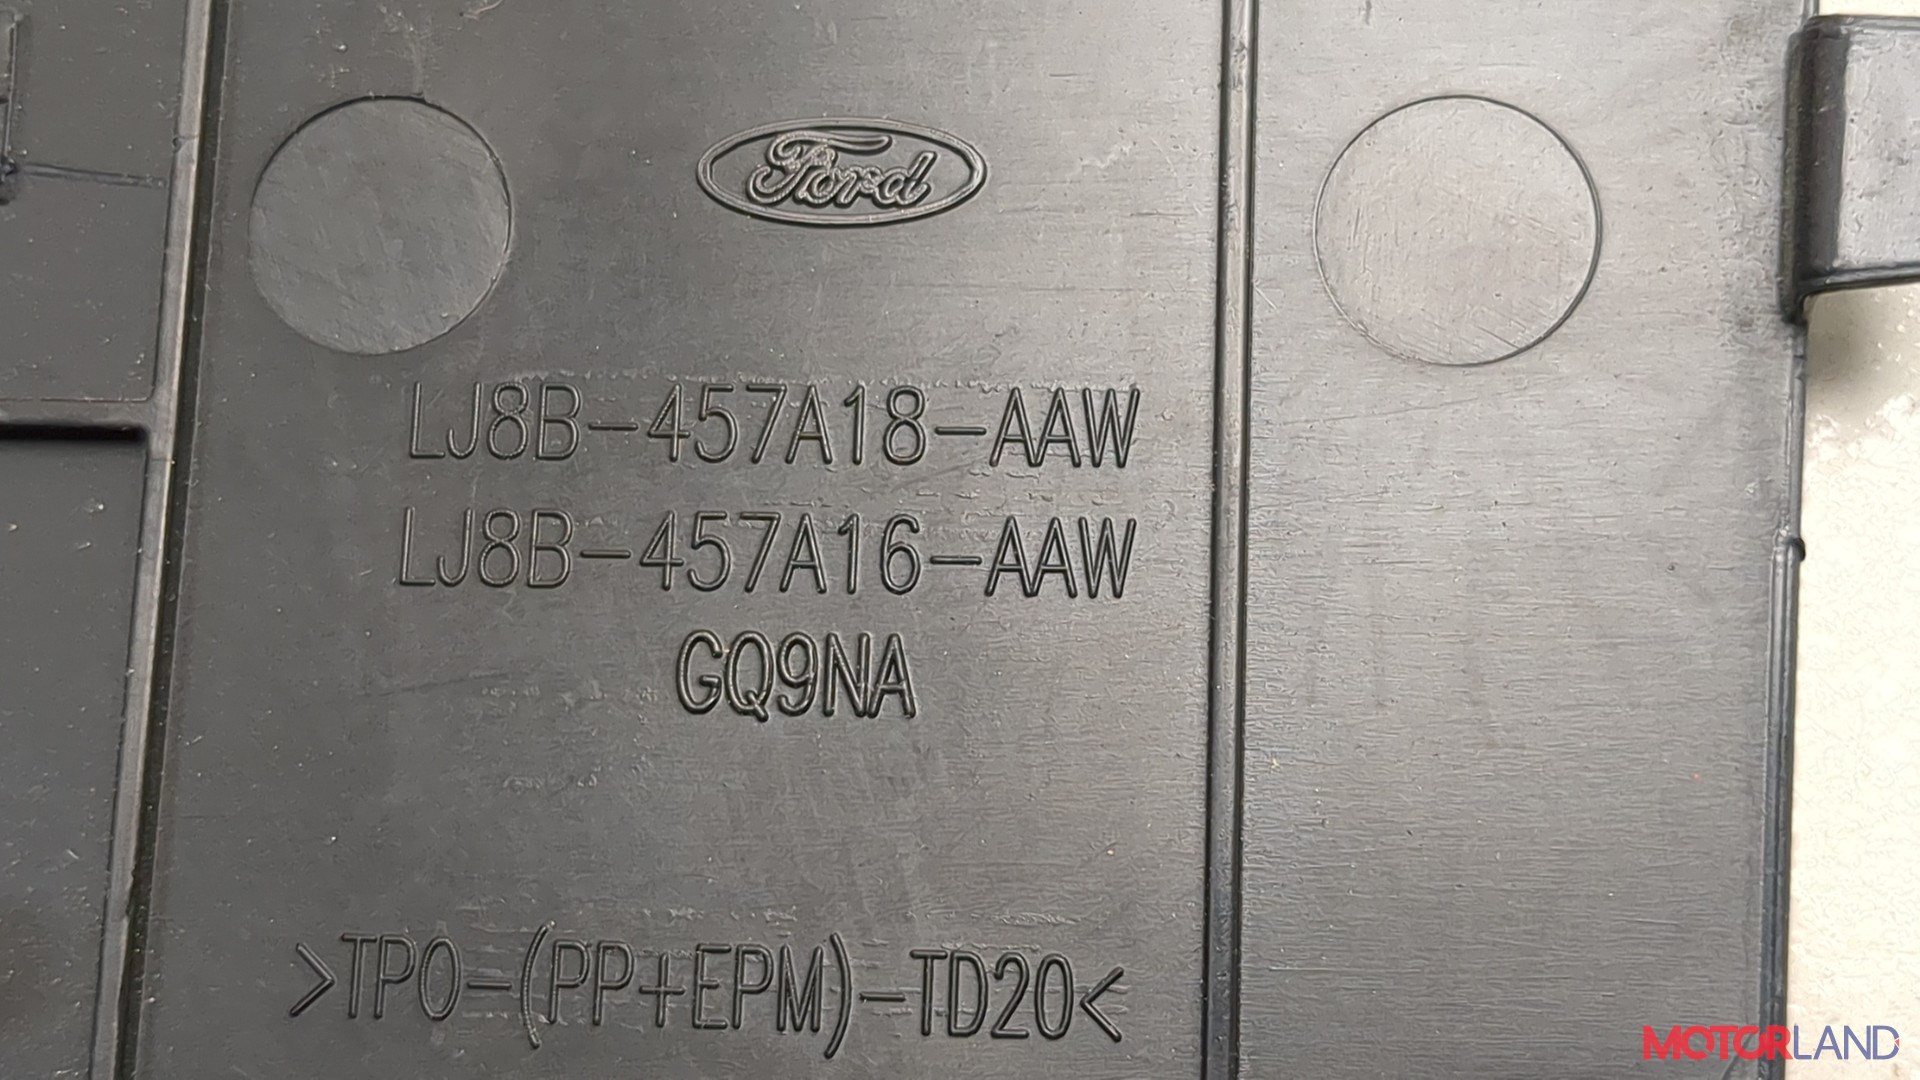 Ford
LJ8B-457A18-AAW
LJ8B-457A16-AAW
GQ9NA
>TPO-(PP+EPM)-TD20<
MOTORLAND